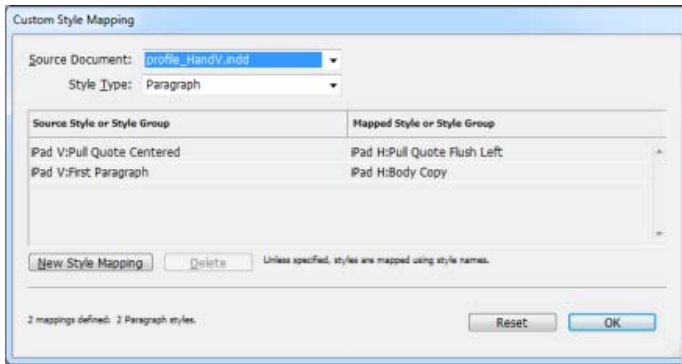 Custom Style Mapping
Source Document: profile_HandV.indd
Style Type: Paragraph
Source Style or Style Group Mapped Style or Style Group
iPad V:Pull Quote Centered iPad H:Pull Quote Flush Left
iPad V:First Paragraph iPad H:Body Copy
New Style Mapping Delete Unless specified, styles are mapped using style names.
2 mappings defined: 2 Paragraph styles.
Reset OK